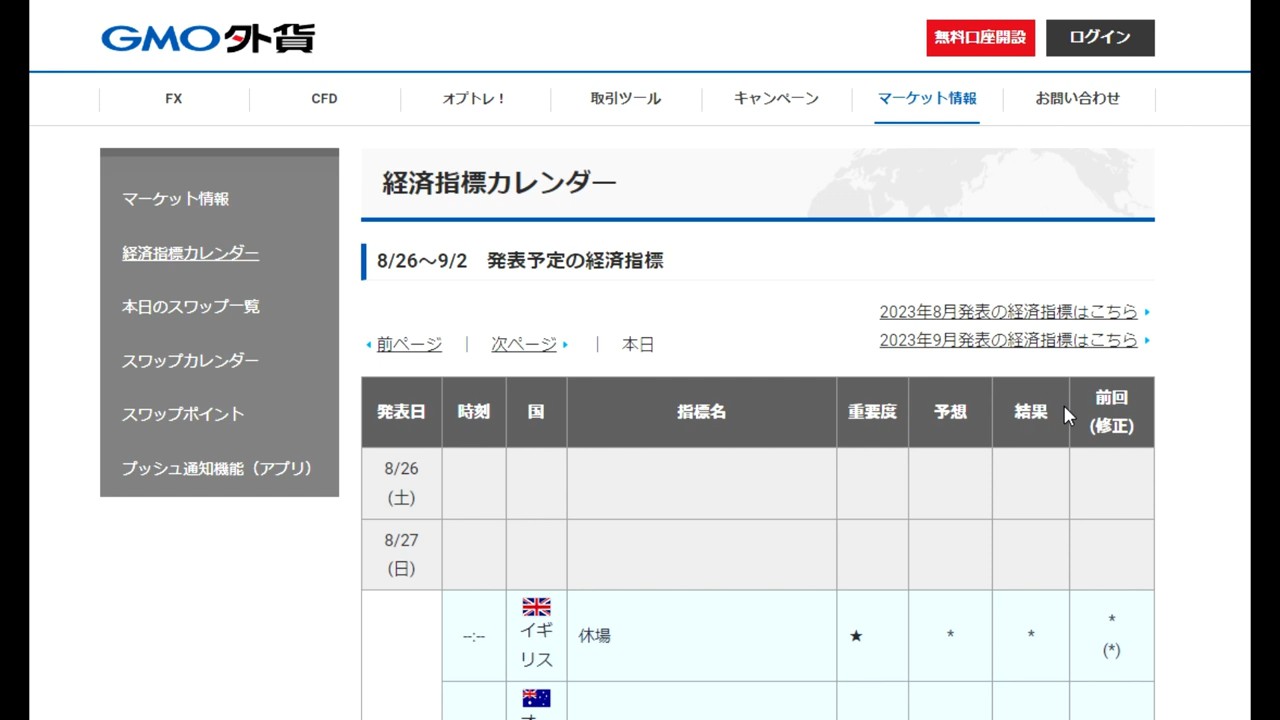 GMO外貨
無料口座開設
ログイン
FX
CFD
オプトレ！
取引ツール
キャンペーン
マーケット情報
お問い合わせ
マーケット情報
経済指標カレンダー
本日のスワップ一覧
スワップカレンダー
スワップポイント
プッシュ通知機能（アプリ）
経済指標カレンダー
8/26～9/2　発表予定の経済指標
2023年8月発表の経済指標はこちら
2023年9月発表の経済指標はこちら
前ページ ｜ 次ページ ｜ 本日
発表日 時刻 国 指標名 重要度 予想 結果 前回
(修正)
8/26
(土)
8/27
(日)
--:-- イギ
リス
休場 ★ * * *
(*)